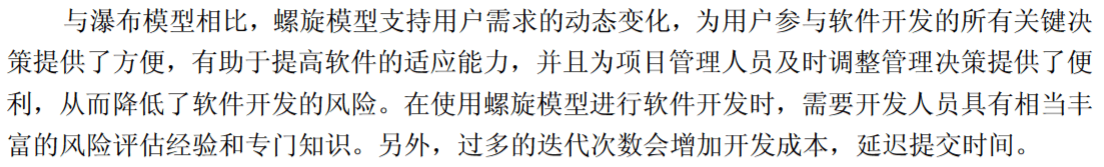 与瀑布模型相比，螺旋模型支持用户需求的动态变化，为用户参与软件开发的所有关键决
策提供了方便，有助于提高软件的适应能力，并且为项目管理人员及时调整管理决策提供了便
利，从而降低了软件开发的风险。在使用螺旋模型进行软件开发时，需要开发人员具有相当丰
富的风险评估经验和专门知识。另外，过多的迭代次数会增加开发成本，延迟提交时间。